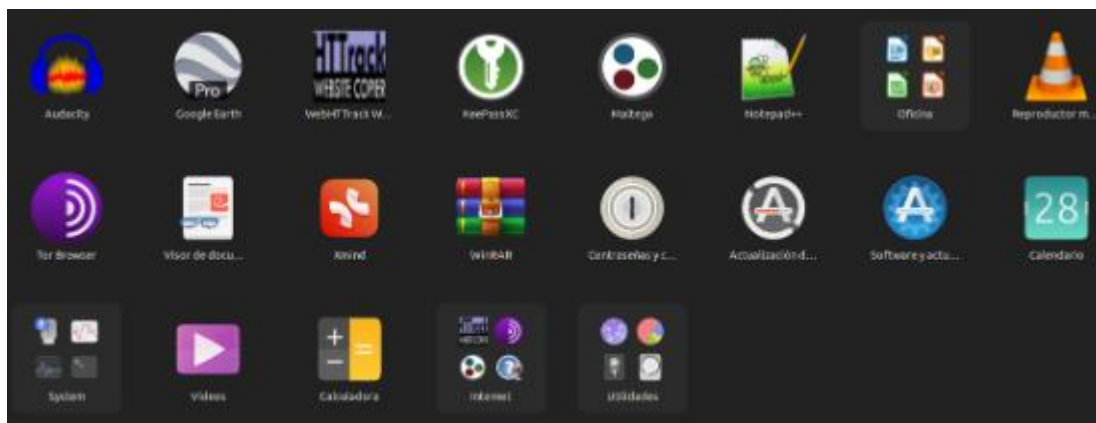 HTTrack
WEBSITE COPIER
Pro
Audacity
Google Earth
WebHTTrack W...
KeePassXC
Maltego
Notepad++
Oficina
Reproductor m...
28
Tor Browser
Visor de docu...
Xmind
WinRAR
Contraseñas y c...
Actualización d...
Software y actu...
Calendario
System
Videos
Calculadora
Internet
Utilidades